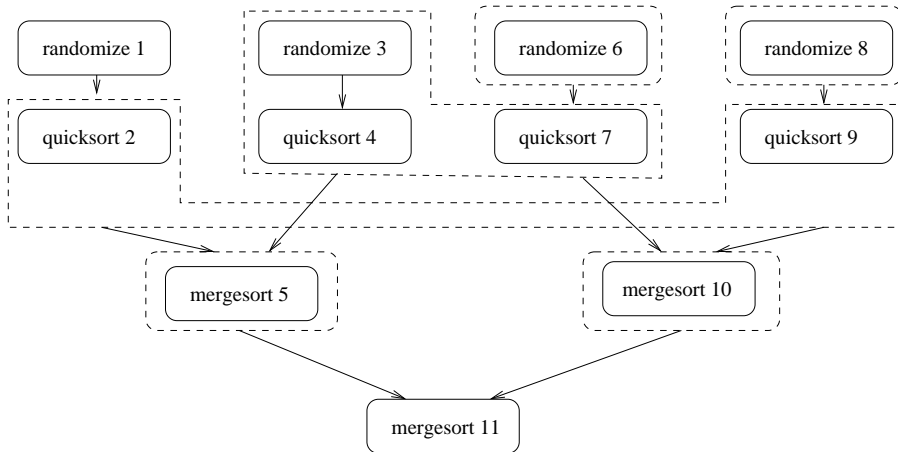 randomize 1
randomize 3
randomize 6
randomize 8
quicksort 2
quicksort 4
quicksort 7
quicksort 9
mergesort 5
mergesort 10
mergesort 11